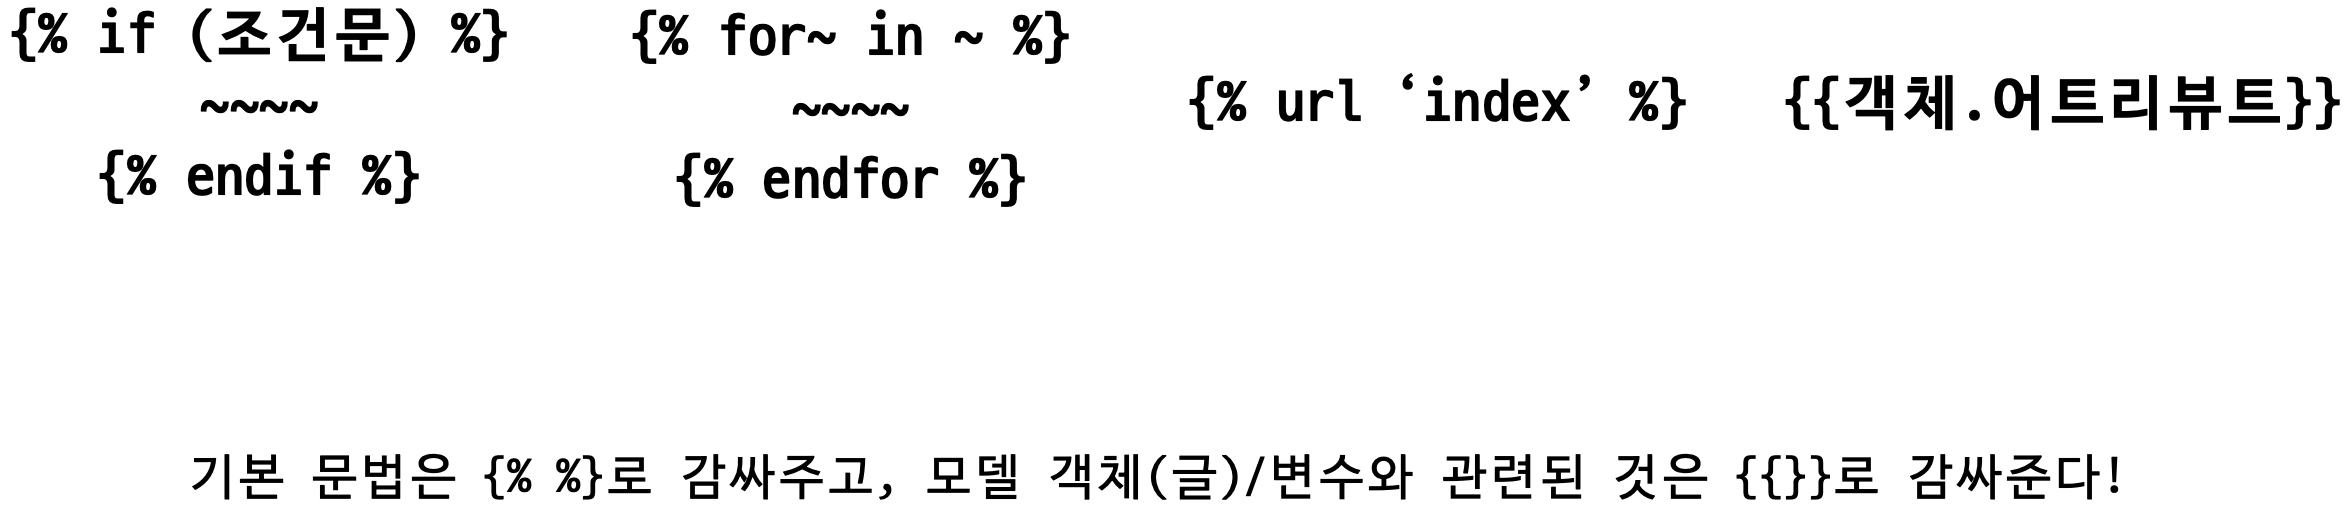 {% if (조건문) %}
~~~~
{% endif %}
{% for~ in ~ %}
~~~~
{% endfor %}
{% url ‘index’ %}
{{객체.어트리뷰트}}
기본 문법은 {% %}로 감싸주고, 모델 객체(글)/변수와 관련된 것은 {{}}로 감싸준다!